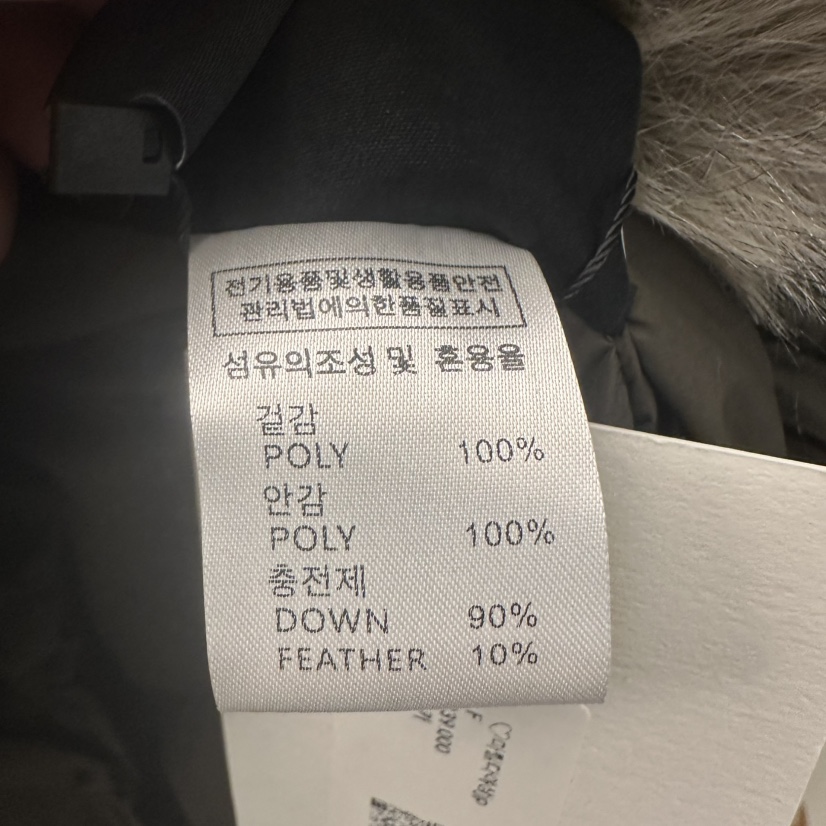 전기용품및생활용품안전
관리법에의한품질표시
섬유의조성 및 혼용율
겉감
POLY 100%
안감
POLY 100%
충전제
DOWN 90%
FEATHER 10%
F
39,000